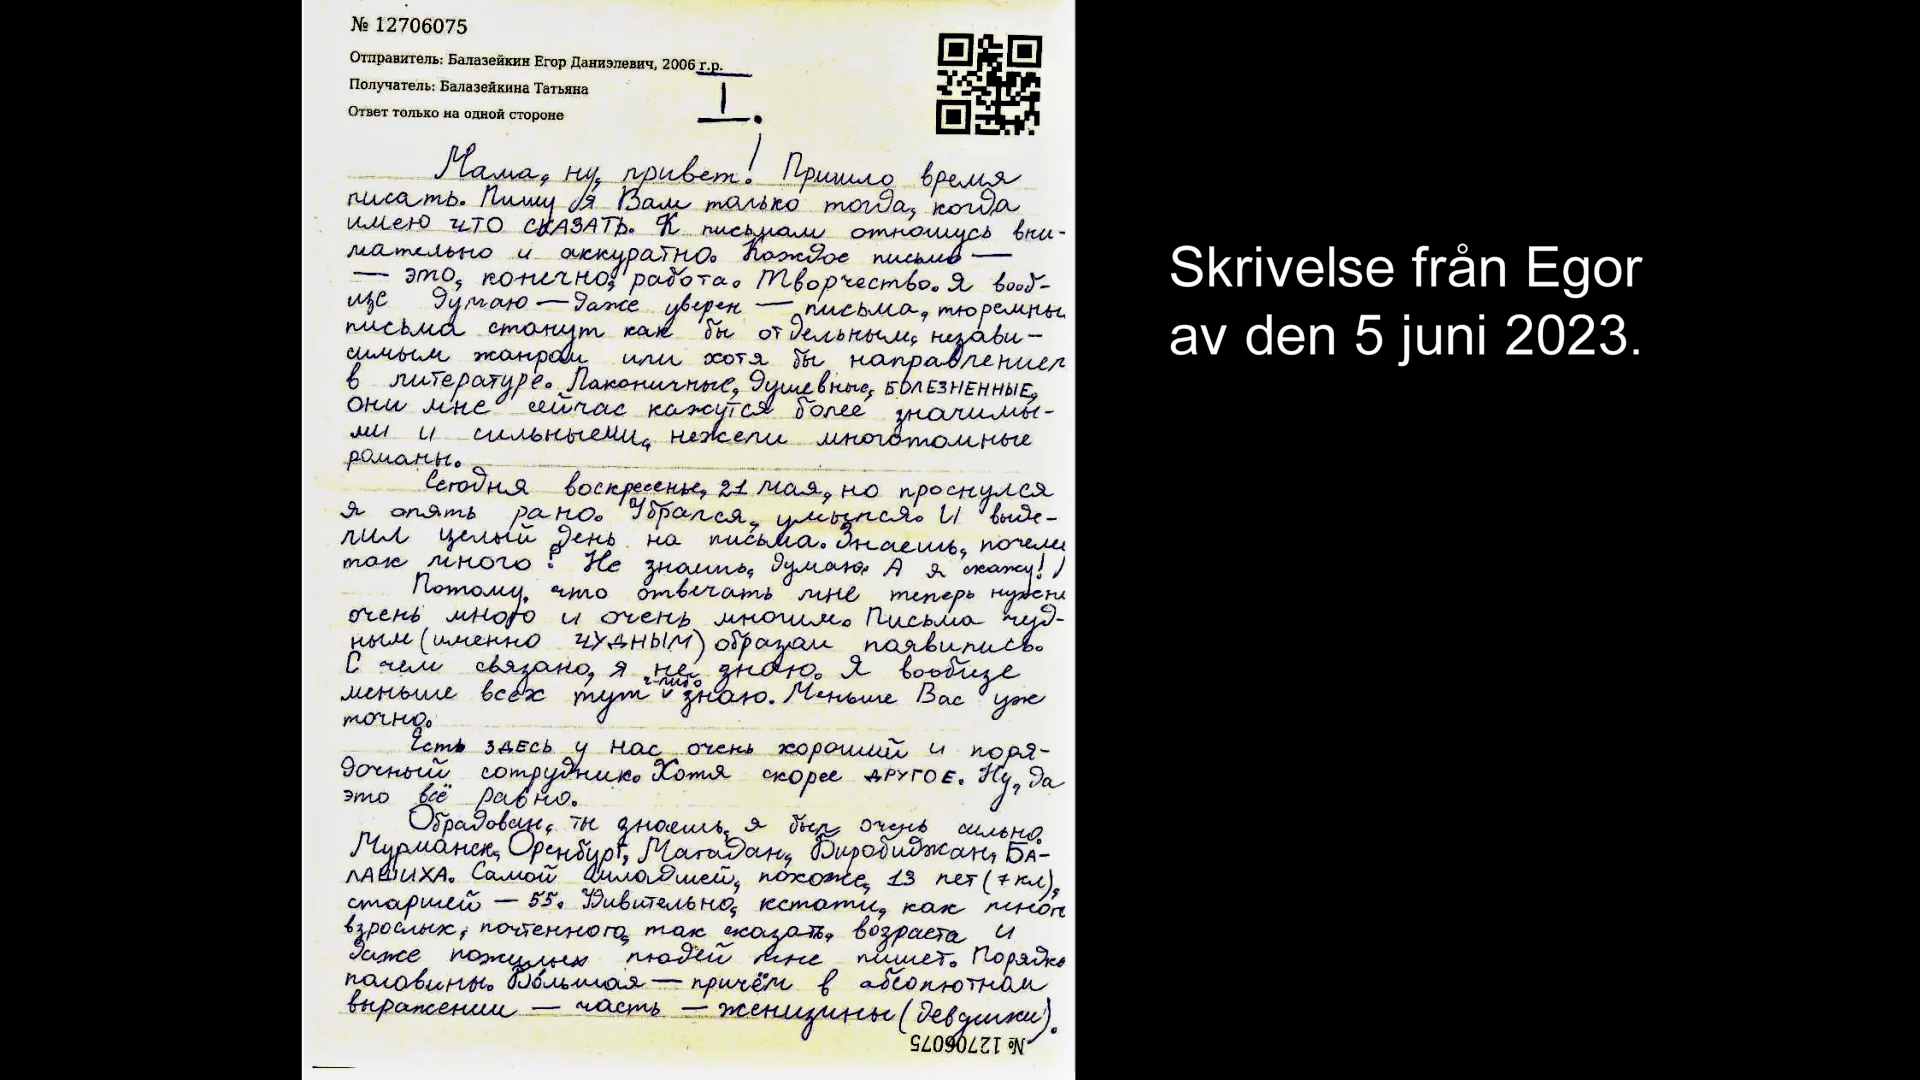 № 12706075
Отправитель: Балазейкин Егор Даниэлевич, 2006 г.р.
Получатель: Балазейкина Татьяна
Ответ только на одной стороне
I.
Мама, ну, привет! Пришло время
писать. Пишу я Вам только тогда, когда
имею ЧТО СКАЗАТЬ. К письмам отношусь вни-
мательно и аккуратно. Каждое письмо —
— это, конечно, работа. Творчество. Я вооб-
ще думаю — даже уверен — письма, тюремны
письма станут как бы отдельным, незави-
симым жанром или хотя бы направлением
в литературе. Лаконичные, душевные, БОЛЕЗНЕННЫЕ,
они мне сейчас кажутся более значимы-
ми и сильными, нежели многотомные
романы.
Сегодня воскресенье, 21 мая, но проснулся
я опять рано. Убрался, умылся. И выде-
лил целый день на письма. Знаешь, почему
так много? Не знаешь, думаю. А я скажу!
Потому, что отвечать мне теперь нужно
очень много и очень многим. Письма чуд-
ным (именно ЧУДНЫМ) образом появились.
С чем связано, я не знаю. Я вообще
меньше всех тут ч-либо знаю. Меньше Вас уж
точно.
Есть ЗДЕСЬ у нас очень хороший и поря-
дочный сотрудник. Хотя скорее ДРУГОЕ. Ну, да
это всё равно.
Обрадован, ты знаешь, я был очень сильно.
Мурманск, Оренбург, Магадан, Биробиджан, БА-
ЛАШИХА. Самой младшей, похоже, 13 лет (7 кл),
старшей — 55. Удивительно, кстати, как много
взрослых, почтенного, так сказать, возраста и
даже пожилых людей мне пишет. Порядка
половины. Бо́льшая — причём в абсолютном
выражении — часть — женщины (девушки).
№ 12706075
Skrivelse från Egor
av den 5 juni 2023.